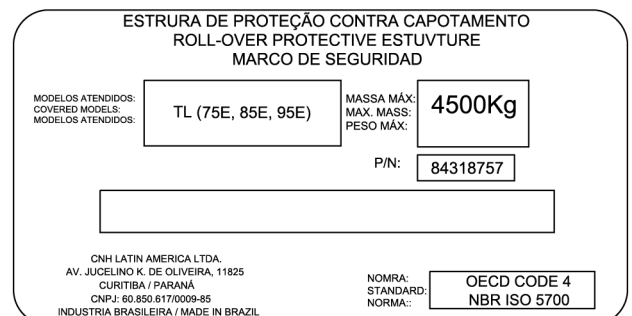 ESTRURA DE PROTEÇÃO CONTRA CAPOTAMENTO
ROLL-OVER PROTECTIVE ESTUVTURE
MARCO DE SEGURIDAD
MODELOS ATENDIDOS:
COVERED MODELS:
MODELOS ATENDIDOS:
TL (75E, 85E, 95E)
MASSA MÁX:
MAX. MASS:
PESO MÁX:
4500Kg
P/N:
84318757
CNH LATIN AMERICA LTDA.
AV. JUCELINO K. DE OLIVEIRA, 11825
CURITIBA / PARANÁ
CNPJ: 60.850.617/0009-85
INDUSTRIA BRASILEIRA / MADE IN BRAZIL
NOMRA:
STANDARD:
NORMA::
OECD CODE 4
NBR ISO 5700